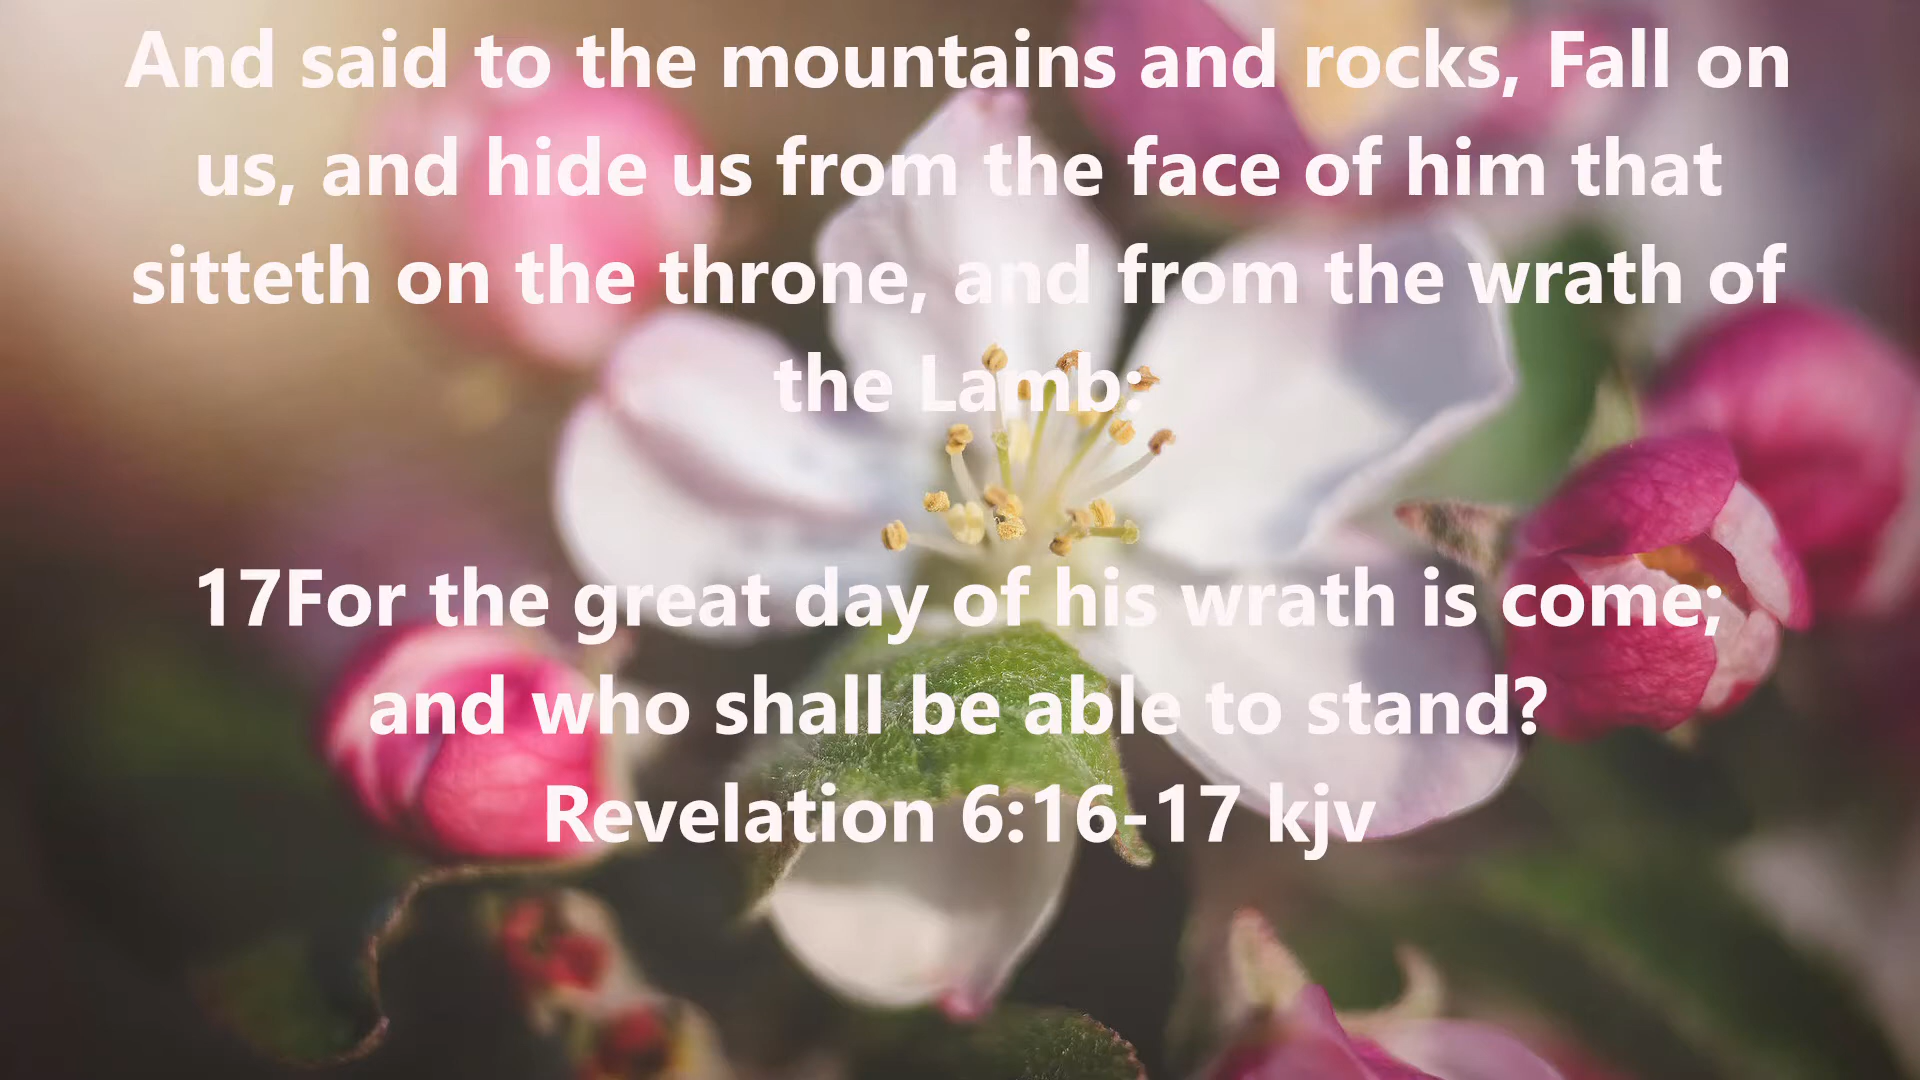 And said to the mountains and rocks, Fall on
us, and hide us from the face of him that
sitteth on the throne, and from the wrath of
the Lamb:
17For the great day of his wrath is come;
and who shall be able to stand?
Revelation 6:16-17 kjv